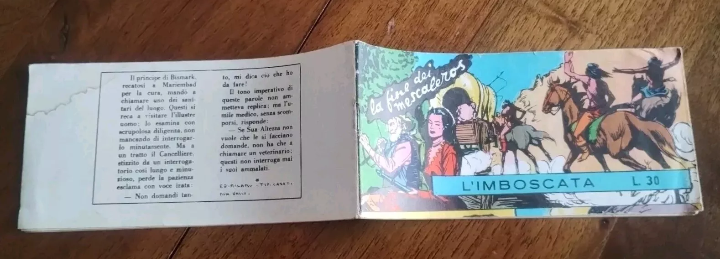 Il principe di Bismark,
recatosi a Marienbad
per la cura, mandò a
chiamare uno dei sani-
tari del luogo. Questi si
reca a visitare l'illustre
uomo; lo esamina con
scrupolosa diligenza, non
mancando di interrogar-
lo minutamente. Ma a
un tratto il Cancelliere,
stizzito da un interroga-
torio così lungo e minu-
zioso, perde la pazienza
esclama con voce irata:
— Non domandi tan-
to, mi dica ciò che ho
da fare!
Il tono imperativo di
queste parole non am-
metteva replica; ma l'e-
mile medico, senza scom-
porsi, risponde:
— Se Sua Altezza non
vuole che le si facciano
domande, non ha che a
chiamare un veterinario;
questi non interroga mai
i suoi ammalati.
la fine dei
mescaleros
L'IMBOSCATA L. 30